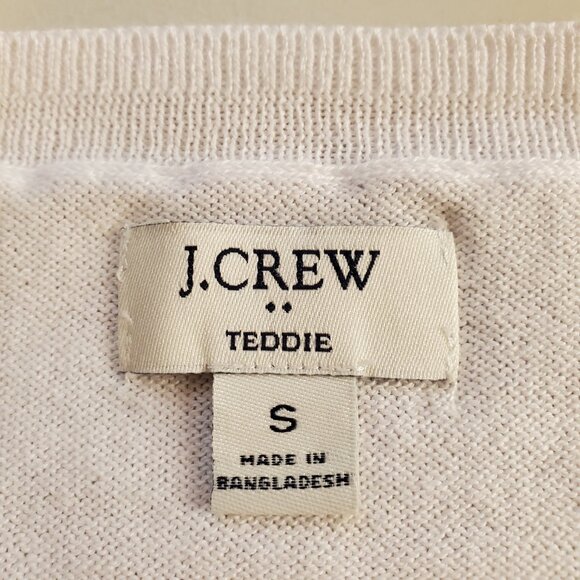 J.CREW
••
TEDDIE
S
MADE IN
BANGLADESH